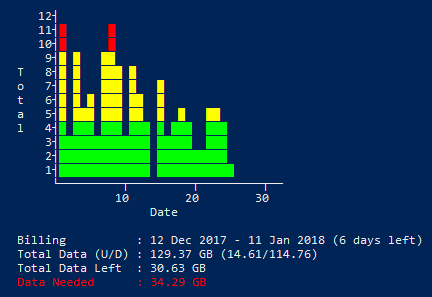 12
11
10
9
8
7
6
5
4
3
2
1
Total
10 20 30
Date
Billing : 12 Dec 2017 - 11 Jan 2018 (6 days left)
Total Data (U/D) : 129.37 GB (14.61/114.76)
Total Data Left : 30.63 GB
Data Needed : 34.29 GB